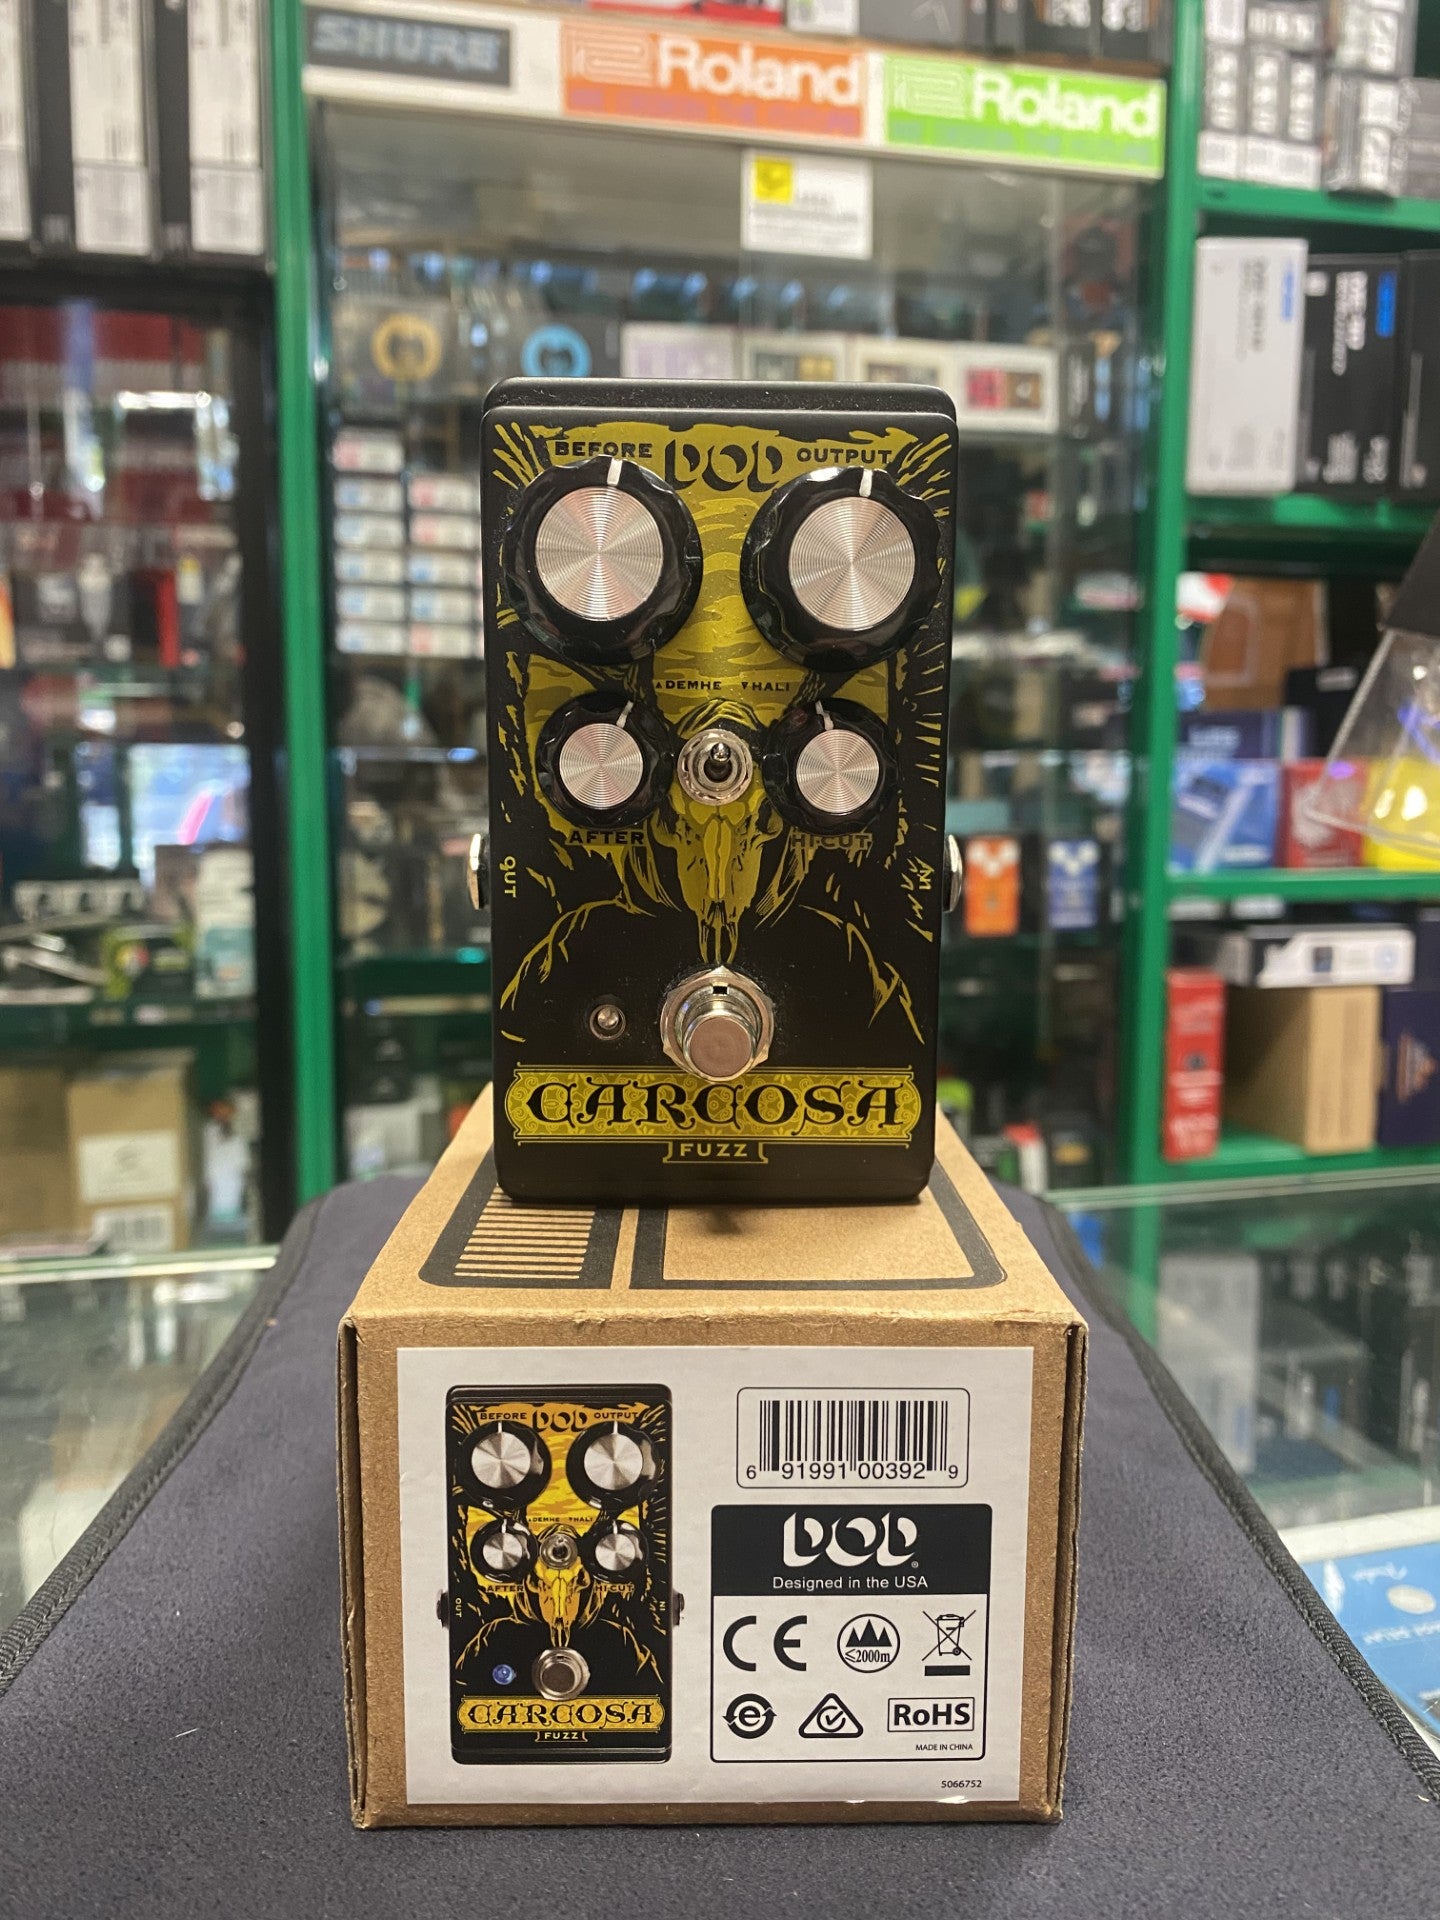 SHURE
Roland
Roland
BEFORE DOD OUTPUT
▲DEMHE ▼HALI
AFTER HI-CUT
OUT
IN
CARCOSA
FUZZ
BEFORE DOD OUTPUT
▲DEMHE ▼HALI
AFTER HI-CUT
OUT
IN
CARCOSA
FUZZ
6 91991 00392 9
DOD®
Designed in the USA
CE
≤2000m
e
RoHS
MADE IN CHINA
5066752